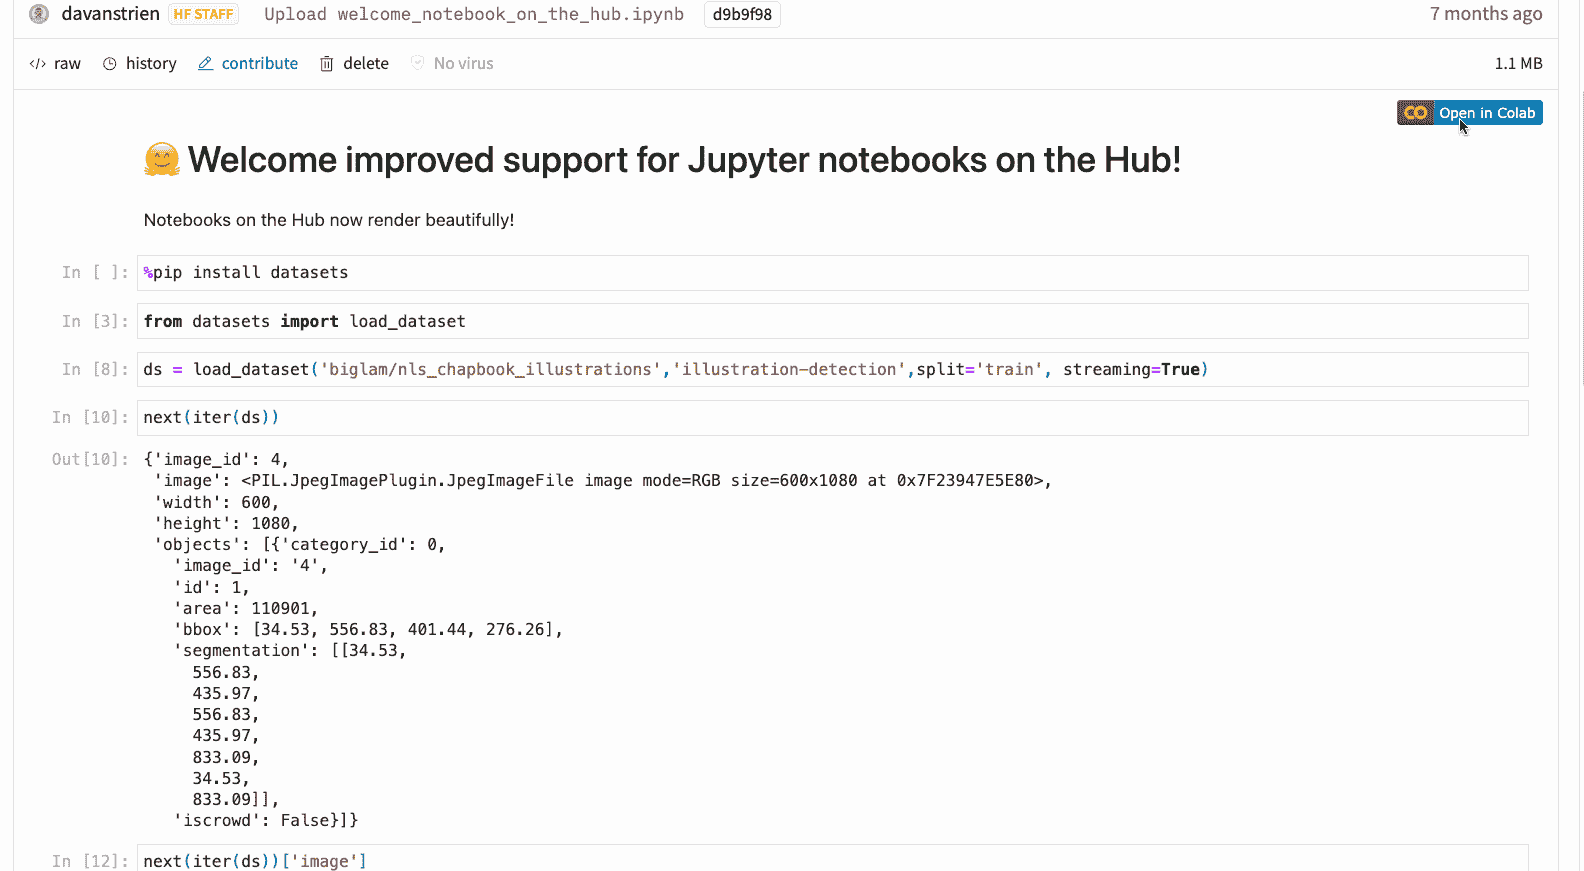 davanstrien HF STAFF Upload welcome_notebook_on_the_hub.ipynb d9b9f98 7 months ago
</> raw history contribute delete No virus 1.1 MB
CO Open in Colab
🤗 Welcome improved support for Jupyter notebooks on the Hub!
Notebooks on the Hub now render beautifully!
In [ ]: %pip install datasets
In [3]: from datasets import load_dataset
In [8]: ds = load_dataset('biglam/nls_chapbook_illustrations','illustration-detection',split='train', streaming=True)
In [10]: next(iter(ds))
Out[10]: {'image_id': 4,
'image': <PIL.JpegImagePlugin.JpegImageFile image mode=RGB size=600x1080 at 0x7F23947E5E80>,
'width': 600,
'height': 1080,
'objects': [{'category_id': 0,
'image_id': '4',
'id': 1,
'area': 110901,
'bbox': [34.53, 556.83, 401.44, 276.26],
'segmentation': [[34.53,
556.83,
435.97,
556.83,
435.97,
833.09,
34.53,
833.09]],
'iscrowd': False}]}
In [12]: next(iter(ds))['image']